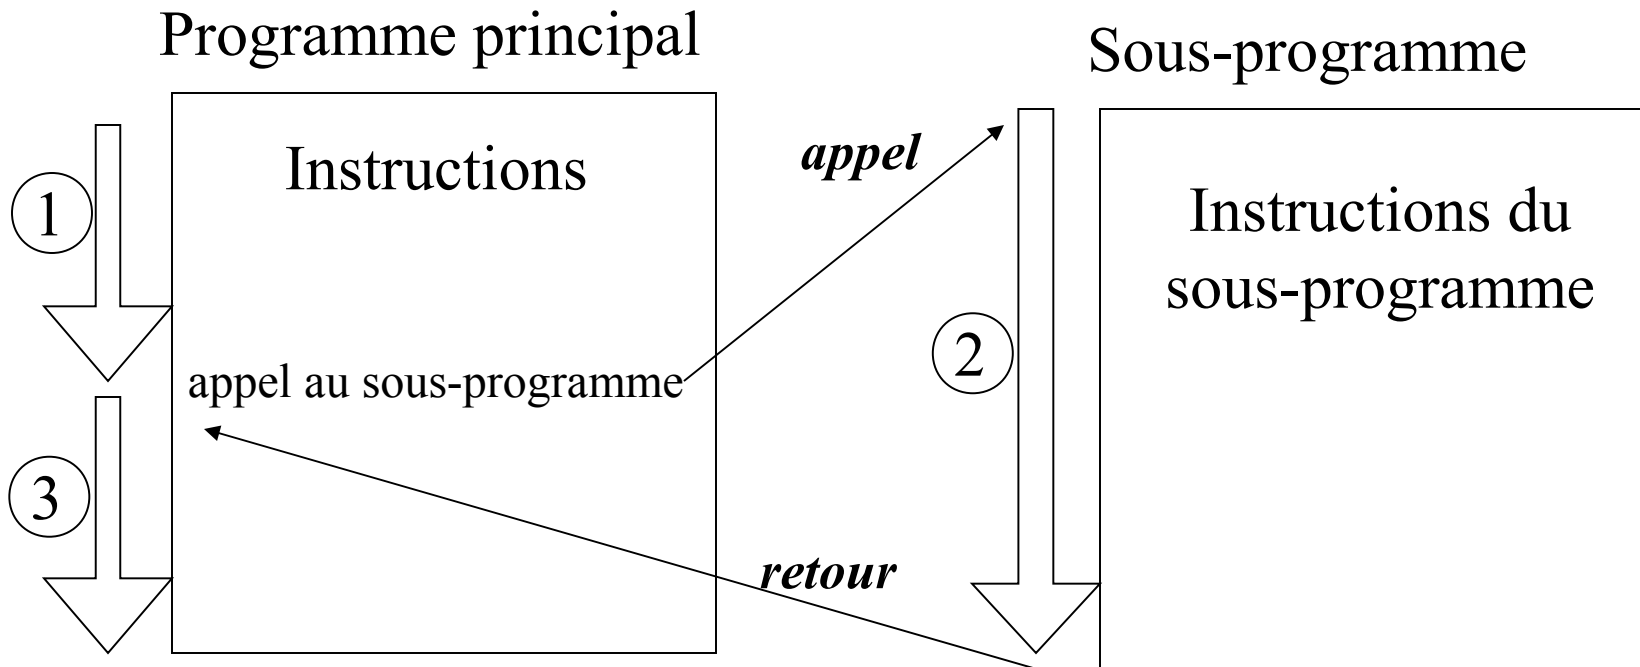 Programme principal
Sous-programme
Instructions
appel
1
Instructions du
sous-programme
2
appel au sous-programme
3
retour